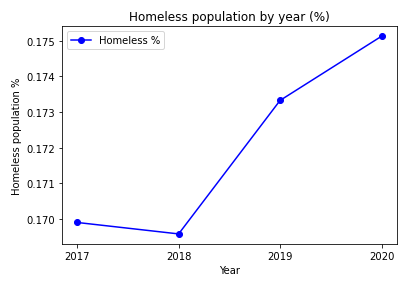 Homeless population by year (%)
Homeless %
Homeless population %
0.175
0.174
0.173
0.172
0.171
0.170
2017
2018
2019
2020
Year